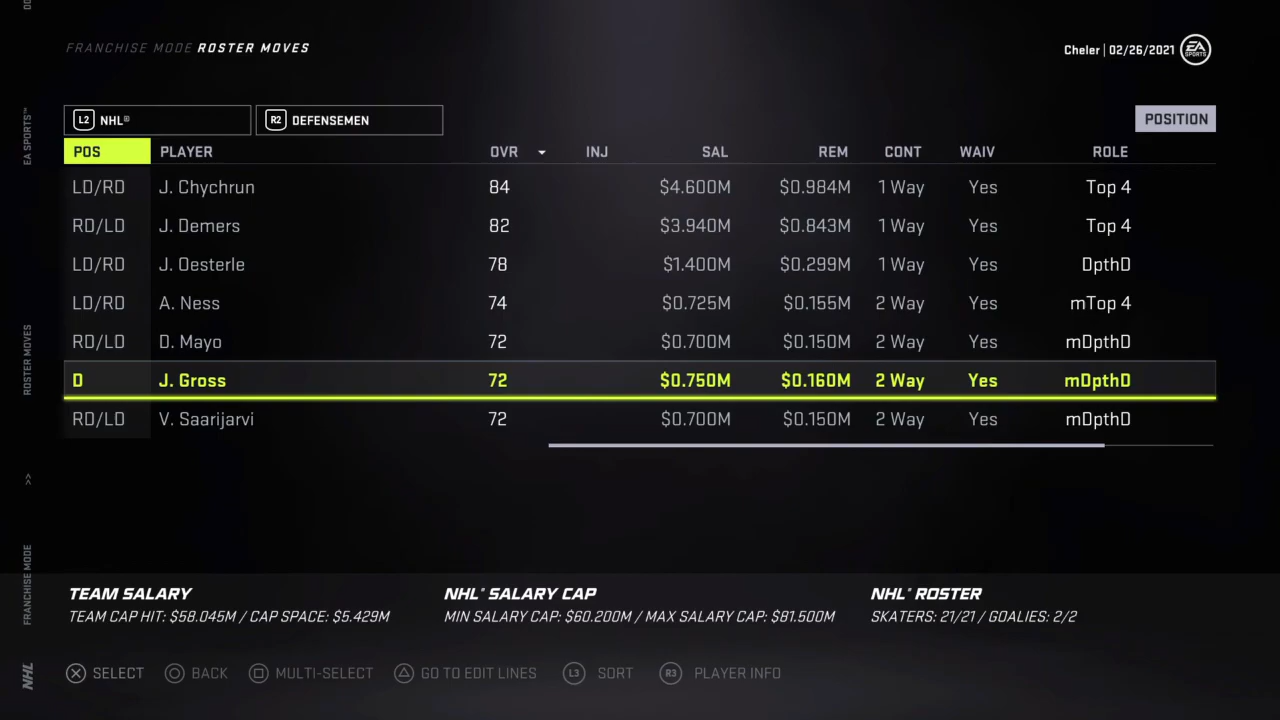 FRANCHISE MODE ROSTER MOVES
Cheler | 02/26/2021
EA SPORTS
L2 NHL® R2 DEFENSEMEN
POSITION
POS PLAYER OVR INJ SAL REM CONT WAIV ROLE
LD/RD J. Chychrun 84 $4.600M $0.984M 1 Way Yes Top 4
RD/LD J. Demers 82 $3.940M $0.843M 1 Way Yes Top 4
LD/RD J. Oesterle 78 $1.400M $0.299M 1 Way Yes DpthD
LD/RD A. Ness 74 $0.725M $0.155M 2 Way Yes mTop 4
RD/LD D. Mayo 72 $0.700M $0.150M 2 Way Yes mDpthD
D J. Gross 72 $0.750M $0.160M 2 Way Yes mDpthD
RD/LD V. Saarijarvi 72 $0.700M $0.150M 2 Way Yes mDpthD
TEAM SALARY
TEAM CAP HIT: $58.045M / CAP SPACE: $5.429M
NHL® SALARY CAP
MIN SALARY CAP: $60.200M / MAX SALARY CAP: $81.500M
NHL® ROSTER
SKATERS: 21/21 / GOALIES: 2/2
SELECT BACK MULTI-SELECT GO TO EDIT LINES L3 SORT R3 PLAYER INFO
NHL
FRANCHISE MODE
>>
ROSTER MOVES
EA SPORTS™